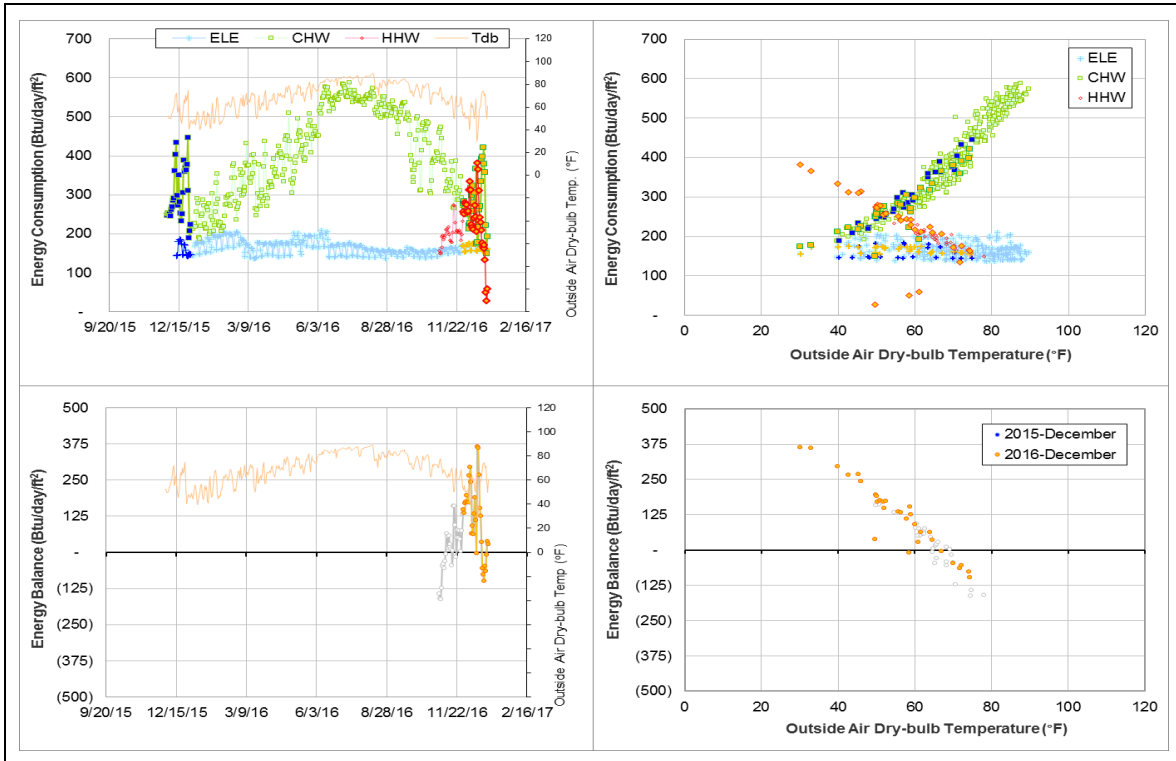 ELE CHW HHW Tdb
700
600
500
400
300
200
100
-
120
100
80
60
40
20
0
Energy Consumption (Btu/day/ft²)
Outside Air Dry-bulb Temp. (°F)
9/20/15 12/15/15 3/9/16 6/3/16 8/28/16 11/22/16 2/16/17
ELE
CHW
HHW
700
600
500
400
300
200
100
-
Energy Consumption (Btu/day/ft²)
0 20 40 60 80 100 120
Outside Air Dry-bulb Temperature (°F)
500
375
250
125
-
(125)
(250)
(375)
(500)
120
100
80
60
40
20
0
Energy Balance (Btu/day/ft²)
Outside Air Dry-bulb Temp (°F)
9/20/15 12/15/15 3/9/16 6/3/16 8/28/16 11/22/16 2/16/17
2015-December
2016-December
500
375
250
125
-
(125)
(250)
(375)
(500)
Energy Balance (Btu/day/ft²)
0 20 40 60 80 100 120
Outside Air Dry-bulb Temperature (°F)